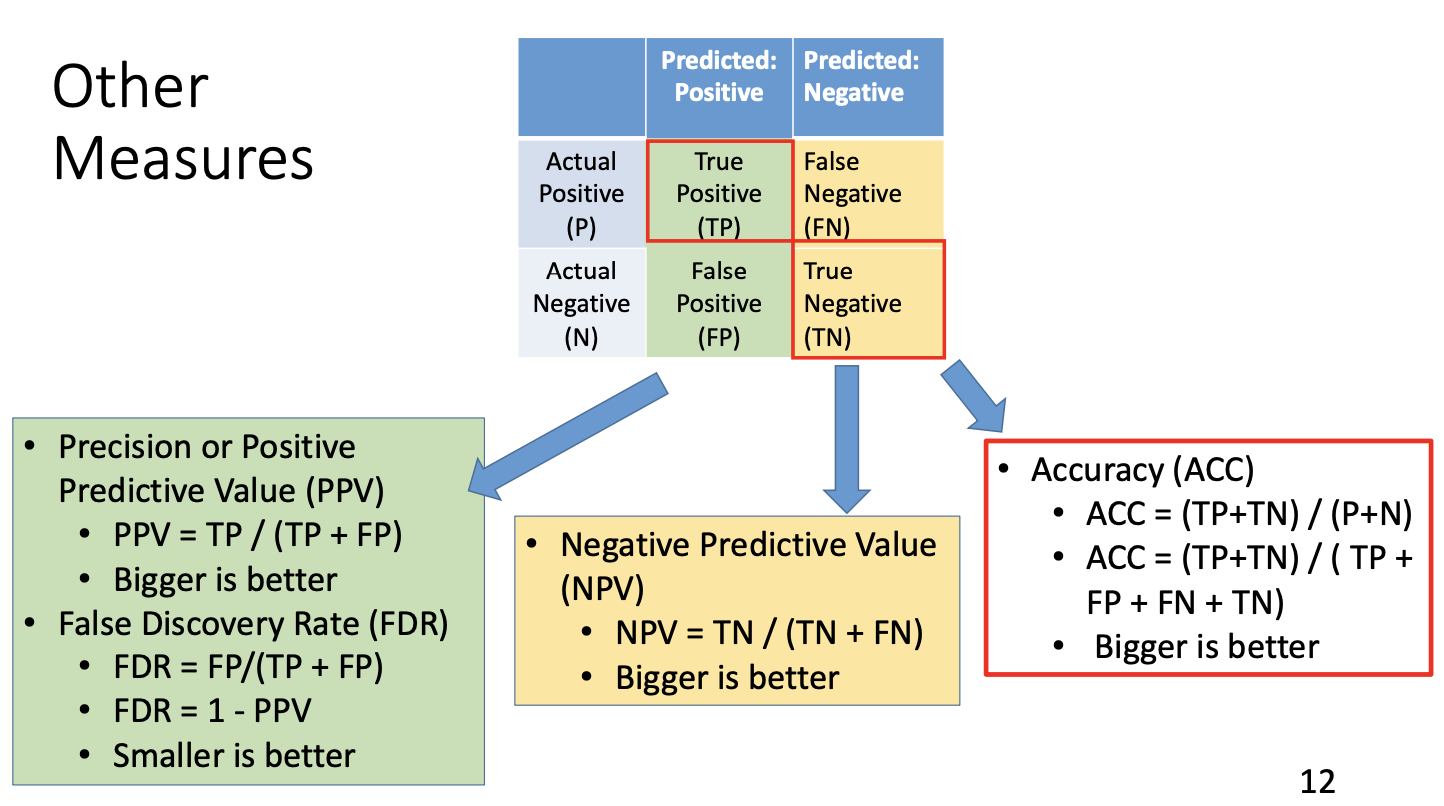 Other
Measures
Predicted:
Positive
Predicted:
Negative
Actual
Positive
(P)
True
Positive
(TP)
False
Negative
(FN)
Actual
Negative
(N)
False
Positive
(FP)
True
Negative
(TN)
• Precision or Positive
Predictive Value (PPV)
• PPV = TP / (TP + FP)
• Bigger is better
• False Discovery Rate (FDR)
• FDR = FP/(TP + FP)
• FDR = 1 - PPV
• Smaller is better
• Negative Predictive Value
(NPV)
• NPV = TN / (TN + FN)
• Bigger is better
• Accuracy (ACC)
• ACC = (TP+TN) / (P+N)
• ACC = (TP+TN) / ( TP +
FP + FN + TN)
• Bigger is better
12